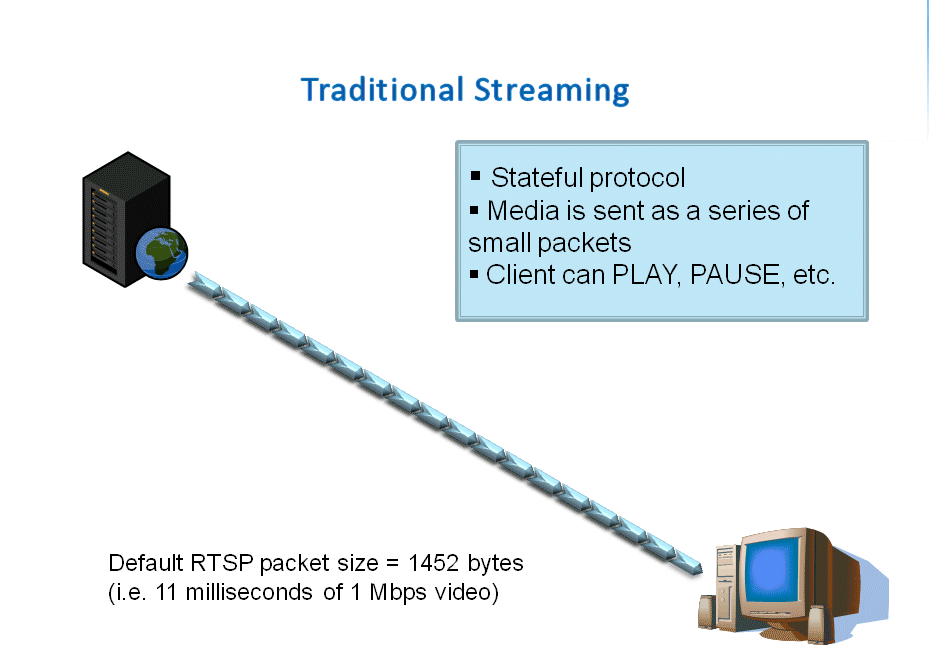 Traditional Streaming
▪ Stateful protocol
▪ Media is sent as a series of
small packets
▪ Client can PLAY, PAUSE, etc.
Default RTSP packet size = 1452 bytes
(i.e. 11 milliseconds of 1 Mbps video)